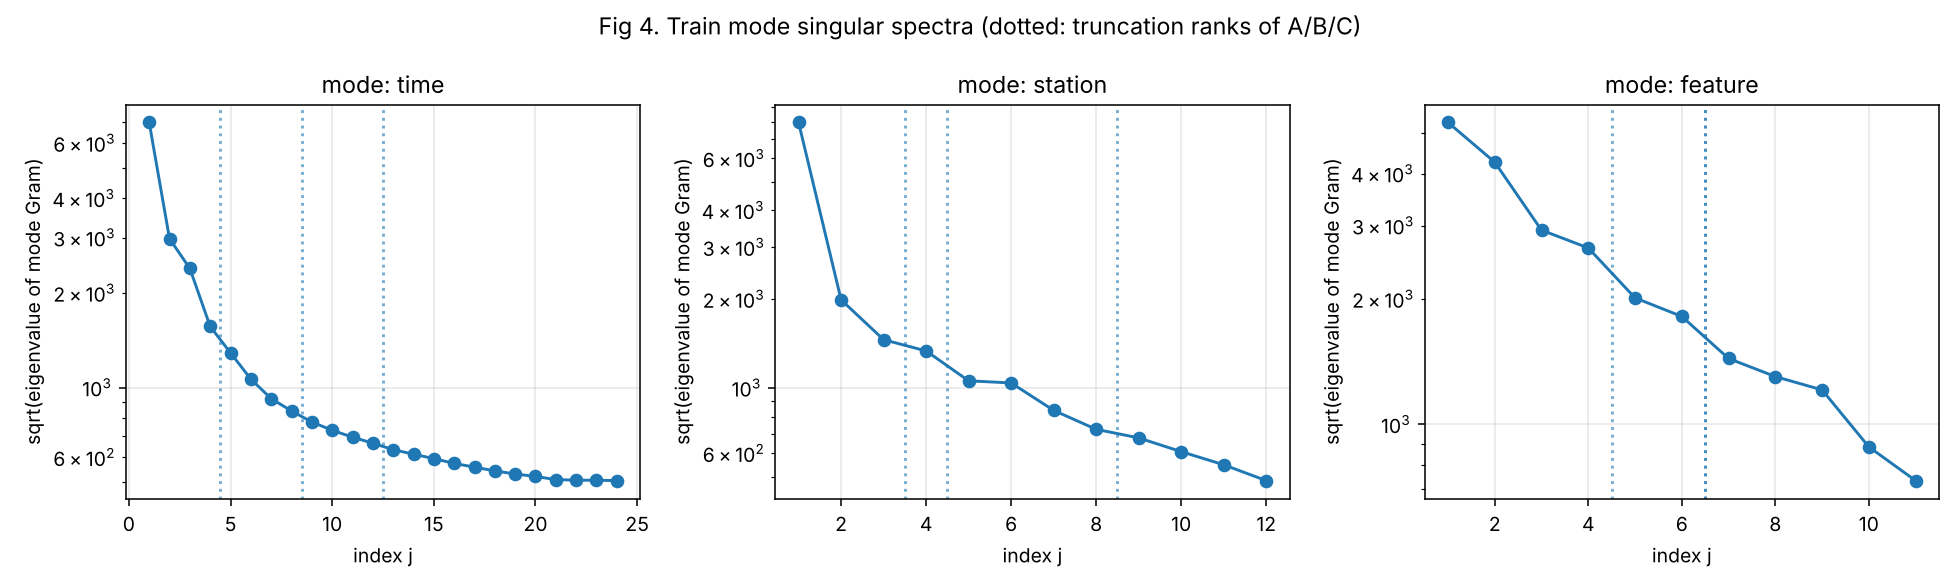 Fig 4. Train mode singular spectra (dotted: truncation ranks of A/B/C)
mode: time
sqrt(eigenvalue of mode Gram)
6 × 10³
4 × 10³
3 × 10³
2 × 10³
10³
6 × 10²
0 5 10 15 20 25
index j
mode: station
sqrt(eigenvalue of mode Gram)
6 × 10³
4 × 10³
3 × 10³
2 × 10³
10³
6 × 10²
2 4 6 8 10 12
index j
mode: feature
sqrt(eigenvalue of mode Gram)
4 × 10³
3 × 10³
2 × 10³
10³
2 4 6 8 10
index j